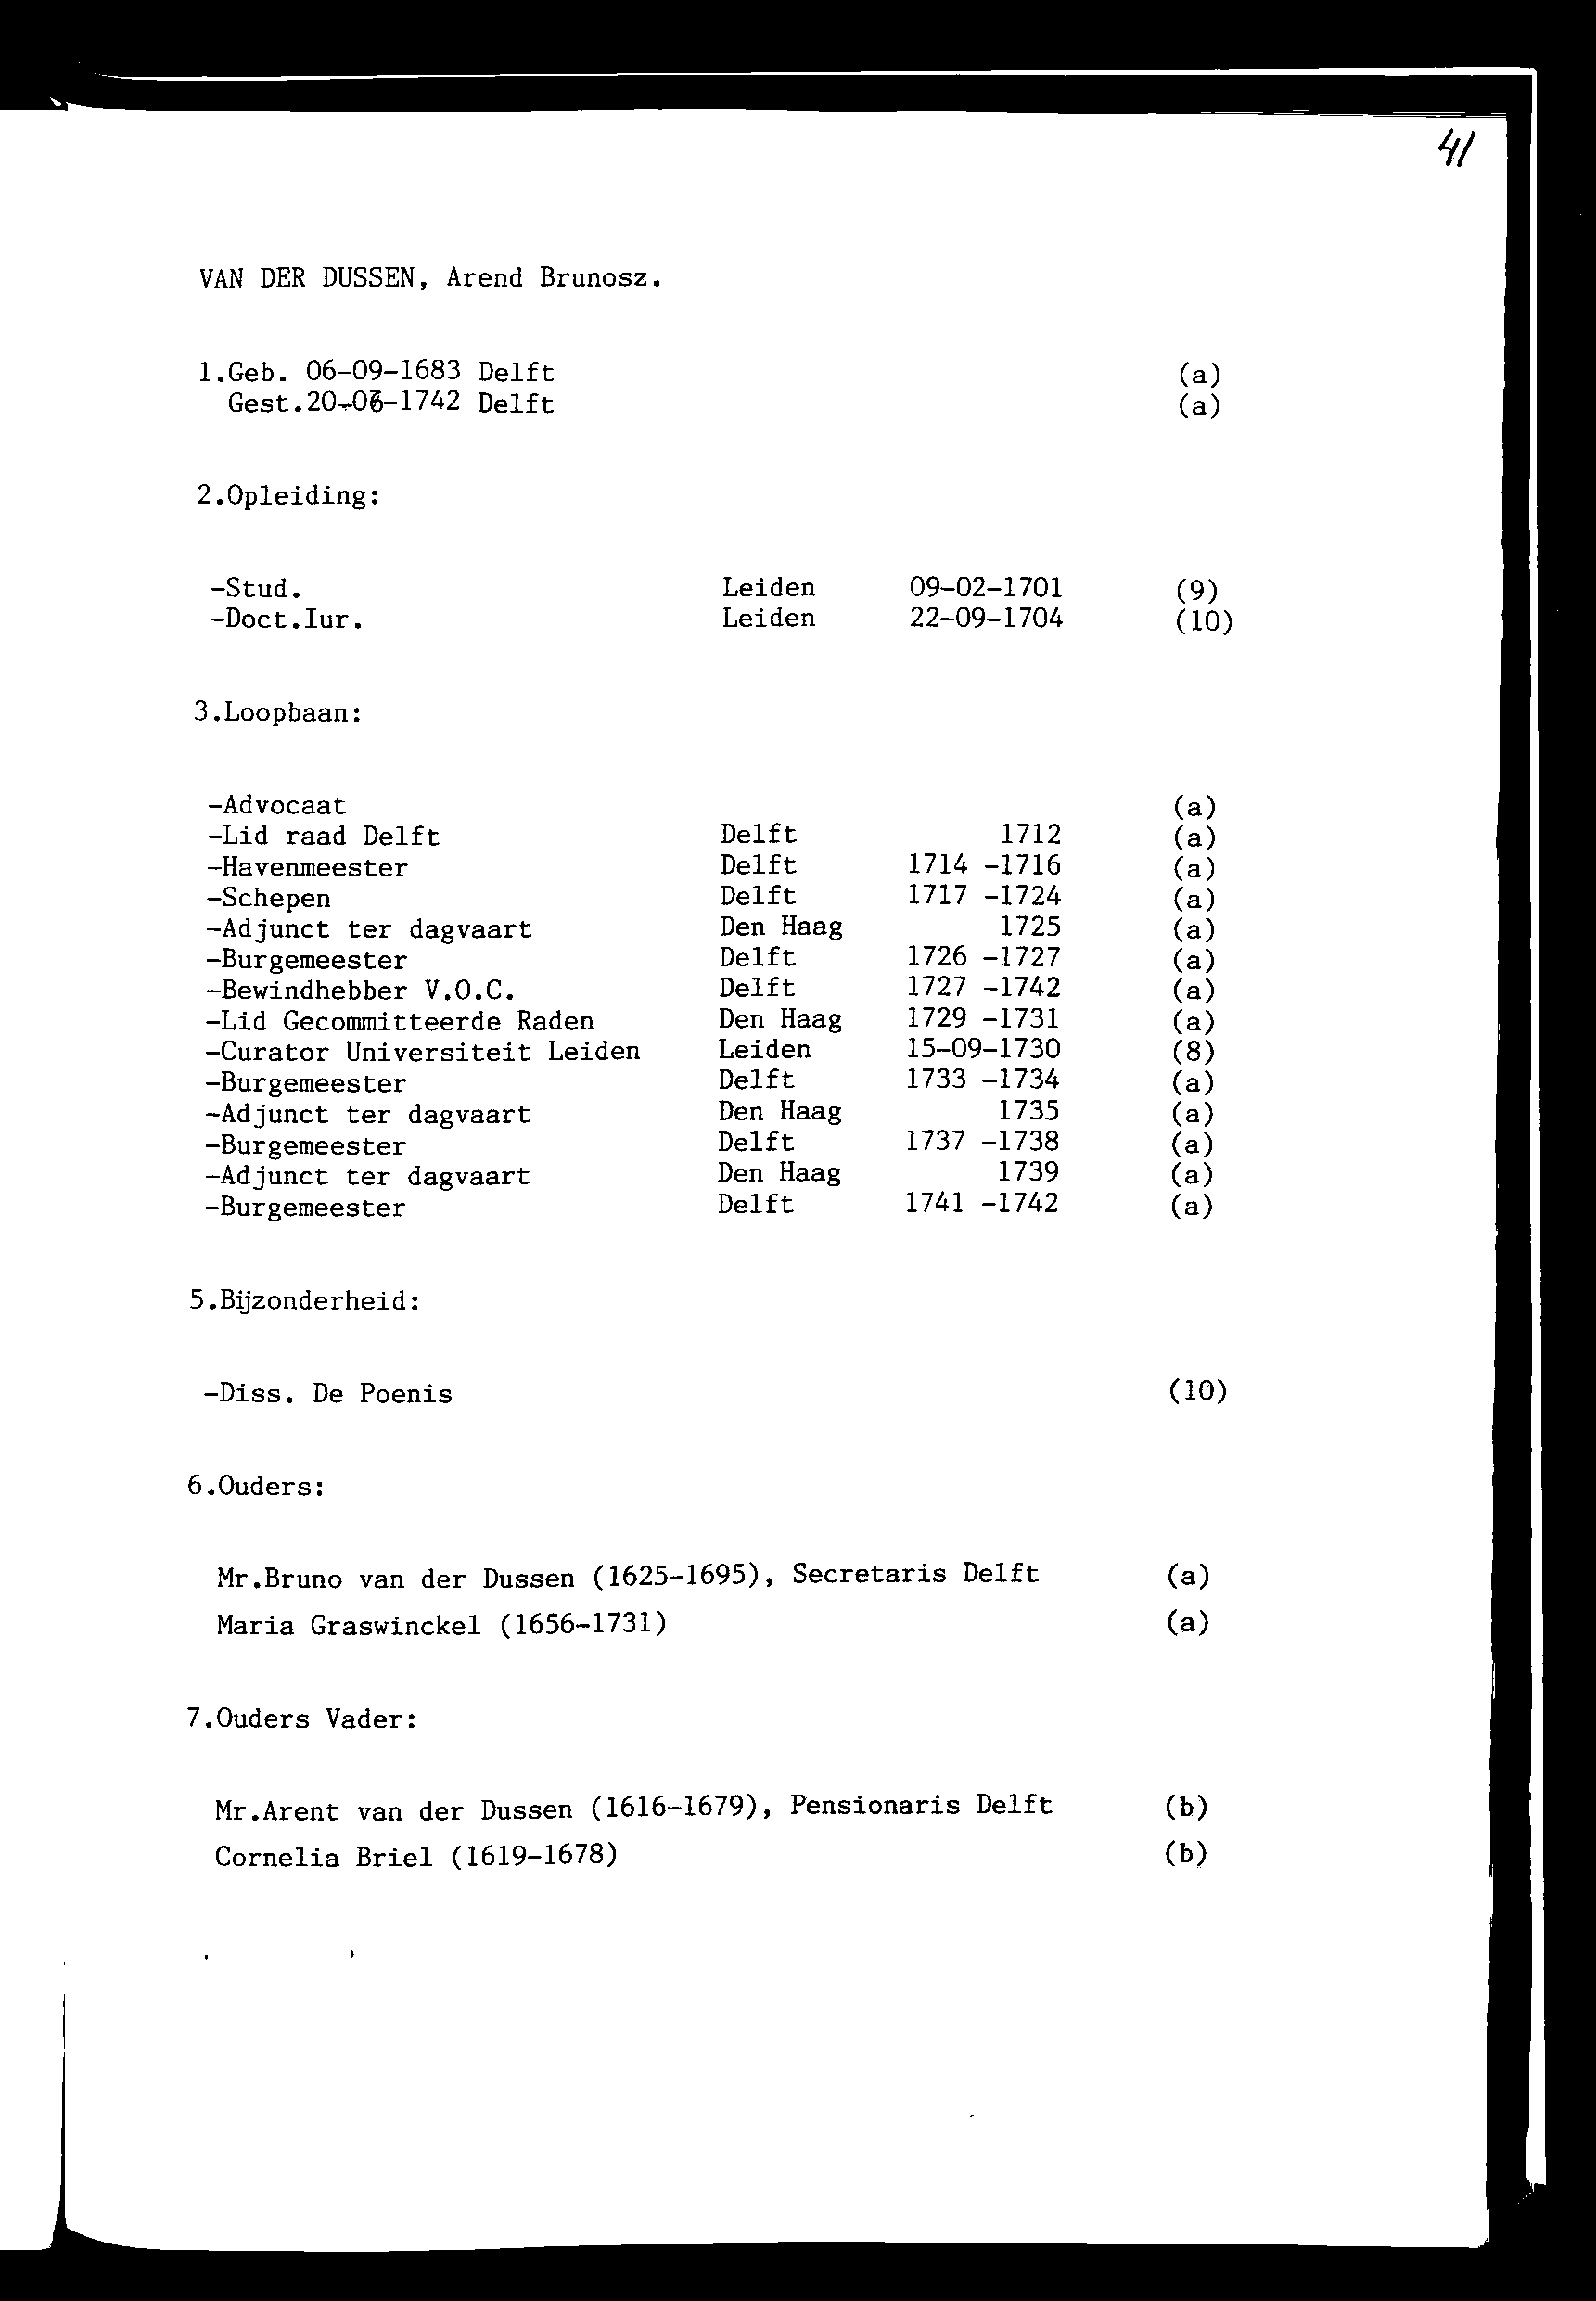 41
VAN DER DUSSEN, Arend Brunosz.
1.Geb. 06-09-1683 Delft (a)
Gest. Delft (a)
2.Opleiding:
-Stud. Leiden 09-02-1701 (9)
-Doct.Iur. Leiden 22-09-1704 (10)
3.Loopbaan:
-Advocaat (a)
-Lid raad Delft Delft 1712 (a)
-Havenmeester Delft 1714 -1716 (a)
-Schepen Delft 1717 -1724 (a)
-Adjunct ter dagvaart Den Haag 1725 (a)
-Burgemeester Delft 1726 -1727 (a)
-Bewindhebber V.O.C. Delft 1727 -1742 (a)
-Lid Gecommitteerde Raden Den Haag 1729 -1731 (a)
-Curator Universiteit Leiden Leiden 15-09-1730 (8)
-Burgemeester Delft 1733 -1734 (a)
-Adjunct ter dagvaart Den Haag 1735 (a)
-Burgemeester Delft 1737 -1738 (a)
-Adjunct ter dagvaart Den Haag 1739 (a)
-Burgemeester Delft 1741 -1742 (a)
5.Bijzonderheid:
-Diss. De Poenis (10)
6.Ouders:
Mr.Bruno van der Dussen (1625-1695), Secretaris Delft (a)
Maria Graswinckel (1656-1731) (a)
7.Ouders Vader:
Mr.Arent van der Dussen (1616-1679), Pensionaris Delft (b)
Cornelia Briel (1619-1678) (b)